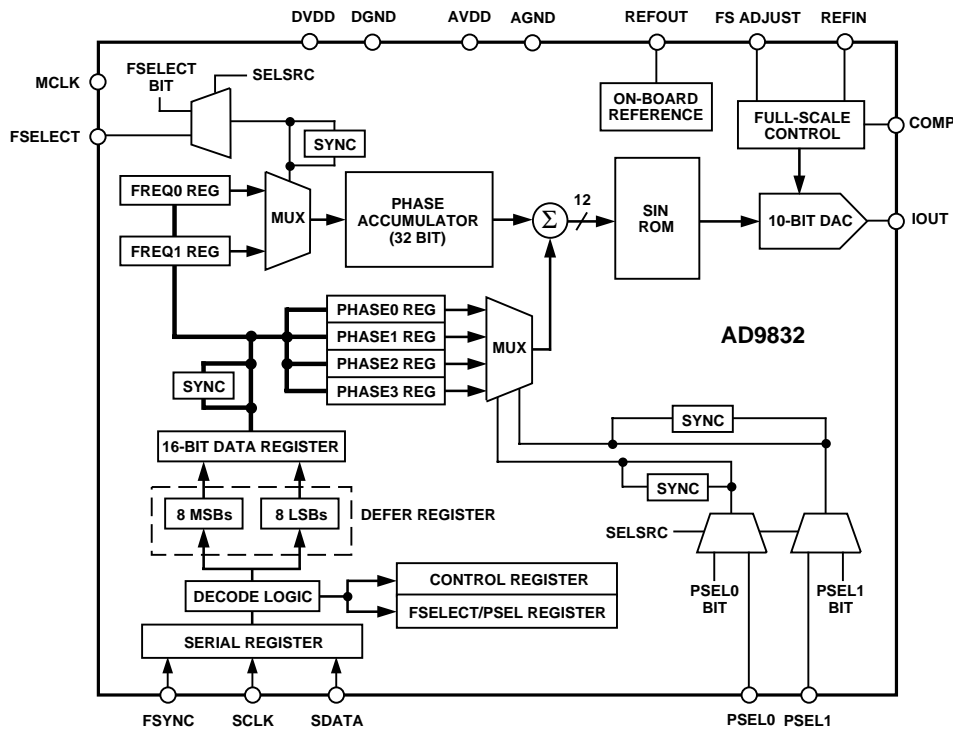 DVDD DGND AVDD AGND REFOUT FS ADJUST REFIN
MCLK
FSELECT
BIT
SELSRC
FSELECT
SYNC
ON-BOARD
REFERENCE
FULL-SCALE
CONTROL
COMP
FREQ0 REG
FREQ1 REG
MUX
PHASE
ACCUMULATOR
(32 BIT)
Σ
12
SIN
ROM
10-BIT DAC
IOUT
PHASE0 REG
PHASE1 REG
PHASE2 REG
PHASE3 REG
MUX
AD9832
SYNC
16-BIT DATA REGISTER
SYNC
SYNC
8 MSBs
8 LSBs
DEFER REGISTER
SELSRC
DECODE LOGIC
CONTROL REGISTER
FSELECT/PSEL REGISTER
PSEL0
BIT
PSEL1
BIT
SERIAL REGISTER
FSYNC SCLK SDATA PSEL0 PSEL1